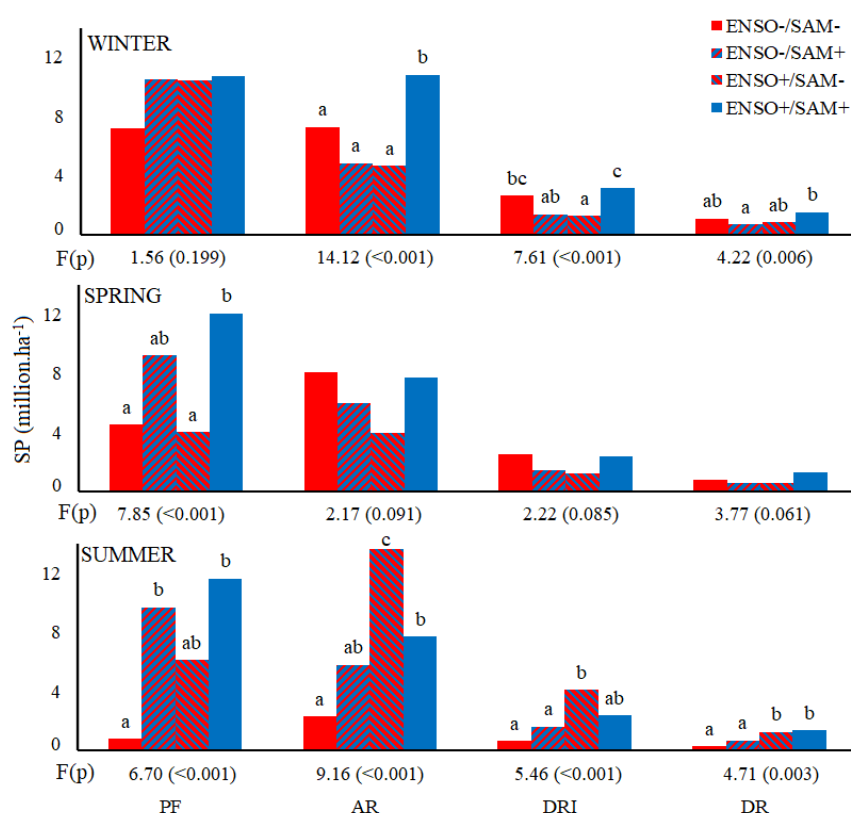 WINTER
ENSO-/SAM-
ENSO-/SAM+
ENSO+/SAM-
ENSO+/SAM+
12
8
4
0
a a a b
bc ab a c
ab a ab b
F(p) 1.56 (0.199) 14.12 (<0.001) 7.61 (<0.001) 4.22 (0.006)
SPRING
SP (million.ha⁻¹)
12
8
4
0
a ab a b
F(p) 7.85 (<0.001) 2.17 (0.091) 2.22 (0.085) 3.77 (0.061)
SUMMER
12
8
4
0
a b ab b
a ab c b
a a b ab
a a b b
F(p) 6.70 (<0.001) 9.16 (<0.001) 5.46 (<0.001) 4.71 (0.003)
PF AR DRI DR